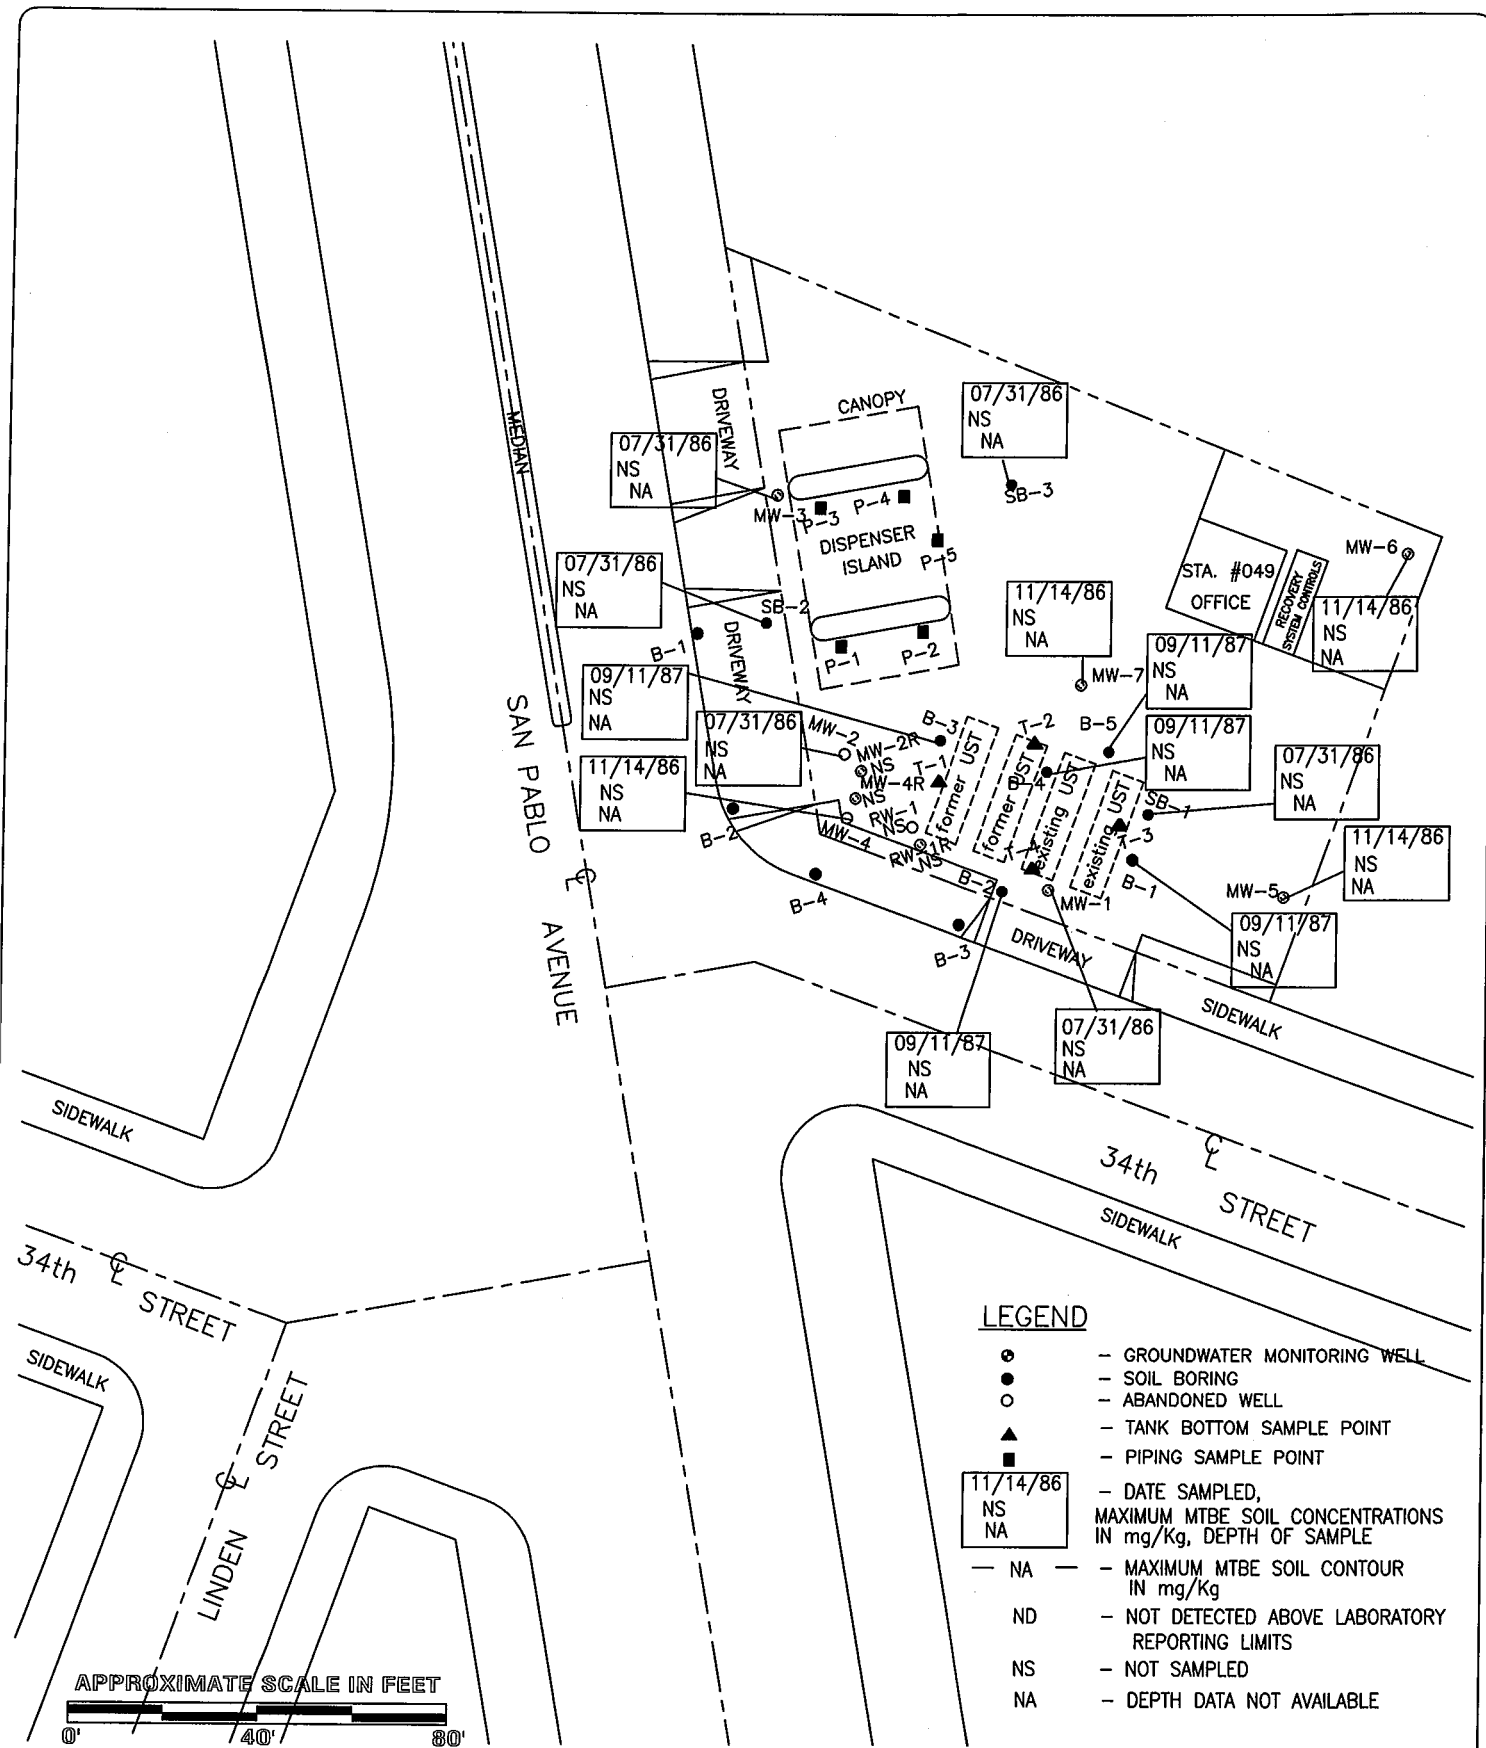 CANOPY
07/31/86
NS
NA
SB-3
DRIVEWAY
MEDIAN
07/31/86
NS
NA
MW-3
P-3
P-4
DISPENSER
ISLAND
P-5
MW-6
STA. #049
OFFICE
RECOVERY
SYSTEM CONTROLS
11/14/86
NS
NA
07/31/86
NS
NA
SB-2
B-1
DRIVEWAY
P-1
P-2
11/14/86
NS
NA
MW-7
09/11/87
NS
NA
B-5
09/11/87
NS
NA
09/11/87
NS
NA
07/31/86
NS
NA
11/14/86
NS
NA
MW-2
MW-2R
NS
MW-4R
NS
MW-4
RW-1
NS
RW-1R
NS
B-3
T-1
former UST
T-2
former UST
B-4
existing UST
existing UST
T-3
SB-1
07/31/86
NS
NA
11/14/86
NS
NA
MW-5
B-1
09/11/87
NS
NA
B-2
B-4
B-3
B-2
MW-1
DRIVEWAY
SIDEWALK
09/11/87
NS
NA
07/31/86
NS
NA
SAN PABLO
AVENUE
SIDEWALK
34th
STREET
SIDEWALK
34th
STREET
SIDEWALK
LINDEN
STREET
LEGEND
- GROUNDWATER MONITORING WELL
- SOIL BORING
- ABANDONED WELL
- TANK BOTTOM SAMPLE POINT
- PIPING SAMPLE POINT
11/14/86
NS
NA
- DATE SAMPLED,
MAXIMUM MTBE SOIL CONCENTRATIONS
IN mg/Kg, DEPTH OF SAMPLE
— NA — - MAXIMUM MTBE SOIL CONTOUR
IN mg/Kg
ND - NOT DETECTED ABOVE LABORATORY
REPORTING LIMITS
NS - NOT SAMPLED
NA - DEPTH DATA NOT AVAILABLE
APPROXIMATE SCALE IN FEET
0' 40' 80'